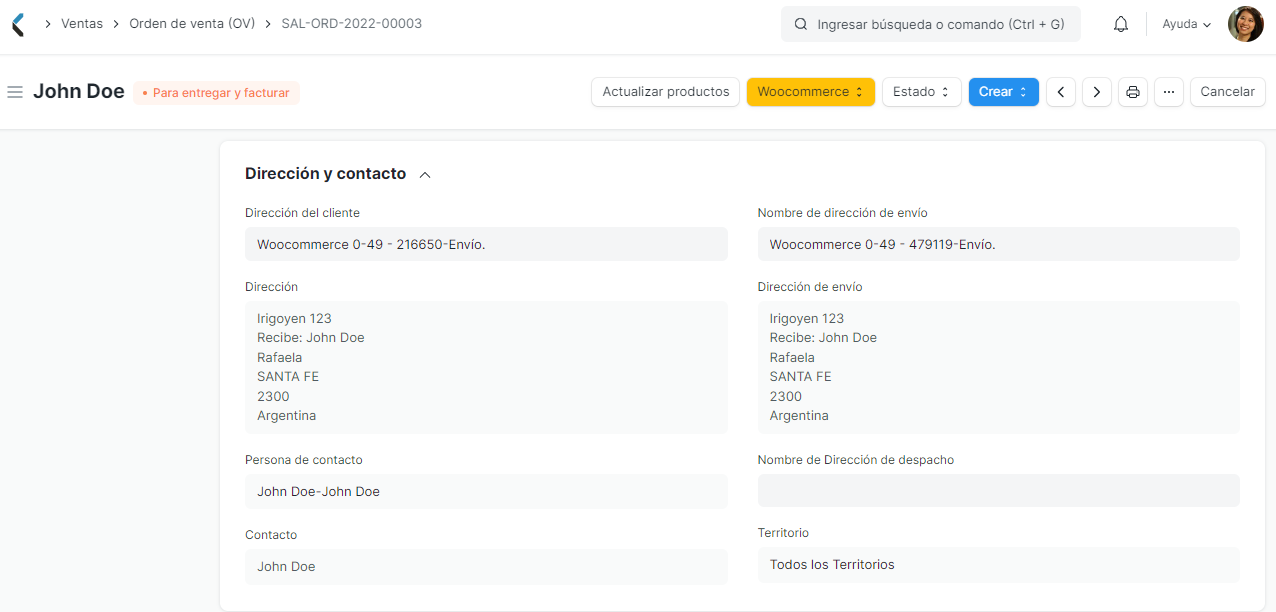 Ventas
Orden de venta (OV)
SAL-ORD-2022-00003
Ingresar búsqueda o comando (Ctrl + G)
Ayuda
John Doe
Para entregar y facturar
Actualizar productos
Woocommerce
Estado
Crear
Cancelar
Dirección y contacto
Dirección del cliente
Woocommerce 0-49 - 216650-Envío.
Nombre de dirección de envío
Woocommerce 0-49 - 479119-Envío.
Dirección
Irigoyen 123
Recibe: John Doe
Rafaela
SANTA FE
2300
Argentina
Dirección de envío
Irigoyen 123
Recibe: John Doe
Rafaela
SANTA FE
2300
Argentina
Persona de contacto
John Doe-John Doe
Nombre de Dirección de despacho
Contacto
John Doe
Territorio
Todos los Territorios